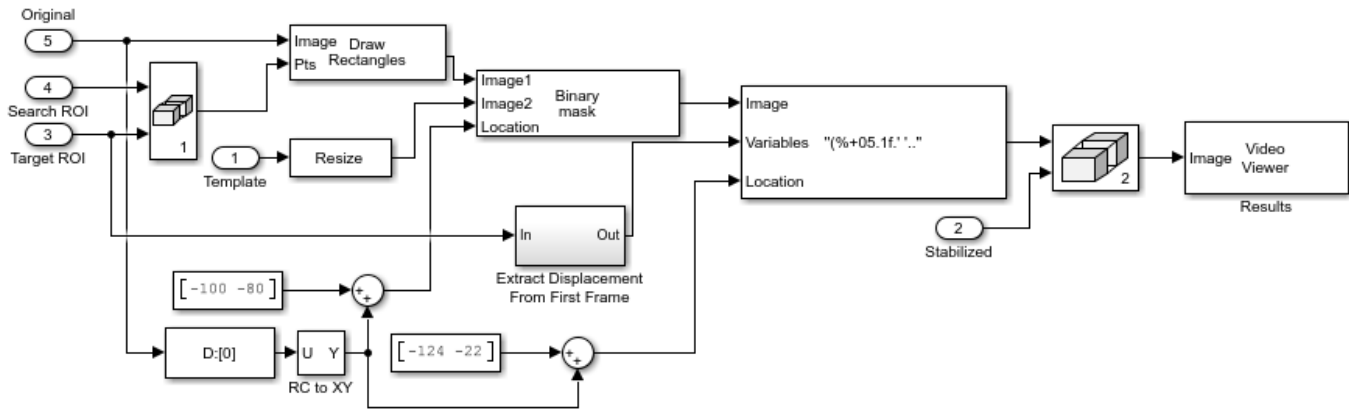 Original
5
4
Search ROI
3
Target ROI
1
Image
Pts
Draw
Rectangles
1
Template
Resize
Image1
Image2
Location
Binary
mask
Image
Variables
Location
"(%+05.1f.' '.."
In
Out
Extract Displacement
From First Frame
2
Stabilized
2
Image
Video
Viewer
Results
[-100 -80]
+
+
D:[0]
U
Y
RC to XY
[-124 -22]
+
+